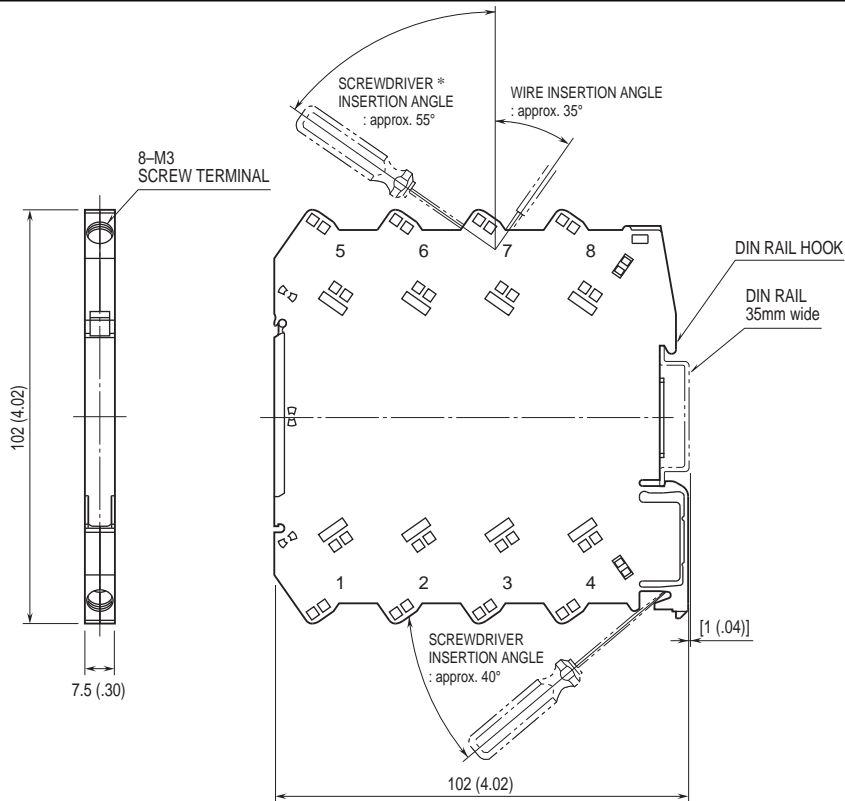 SCREWDRIVER *
INSERTION ANGLE
: approx. 55°
WIRE INSERTION ANGLE
: approx. 35°
8–M3
SCREW TERMINAL
5
6
7
8
DIN RAIL HOOK
DIN RAIL
35mm wide
102 (4.02)
1
2
3
4
[1 (.04)]
SCREWDRIVER
INSERTION ANGLE
: approx. 40°
7.5 (.30)
102 (4.02)